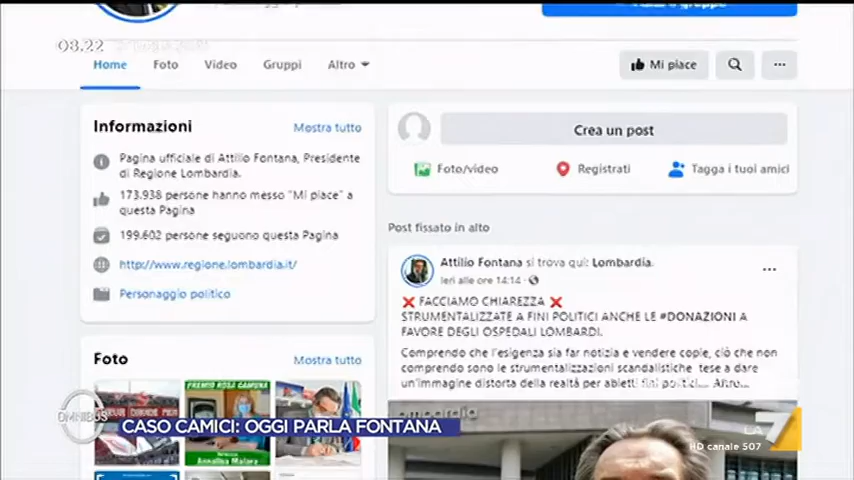 08.22
Home Foto Video Gruppi Altro
Mi piace
Informazioni Mostra tutto
Pagina ufficiale di Attilio Fontana, Presidente
di Regione Lombardia.
173.938 persone hanno messo "Mi piace" a
questa Pagina
199.602 persone seguono questa Pagina
http://www.regione.lombardia.it/
Personaggio politico
Foto Mostra tutto
PREMIO ROSA CAMUNA
Crea un post
Foto/video Registrati Tagga i tuoi amici
Post fissato in alto
Attilio Fontana si trova qui: Lombardia.
Ieri alle ore 14:14
❌ FACCIAMO CHIAREZZA ❌
STRUMENTALIZZATE A FINI POLITICI ANCHE LE #DONAZIONI A
FAVORE DEGLI OSPEDALI LOMBARDI.
Comprendo che l'esigenza sia far notizia e vendere copie, ciò che non
comprendo sono le strumentalizzazioni scandalistiche tese a dare
un'immagine distorta della realtà per abietti fini politici... Altro...
OMNIBUS
CASO CAMICI: OGGI PARLA FONTANA
LA 7
HD canale 507